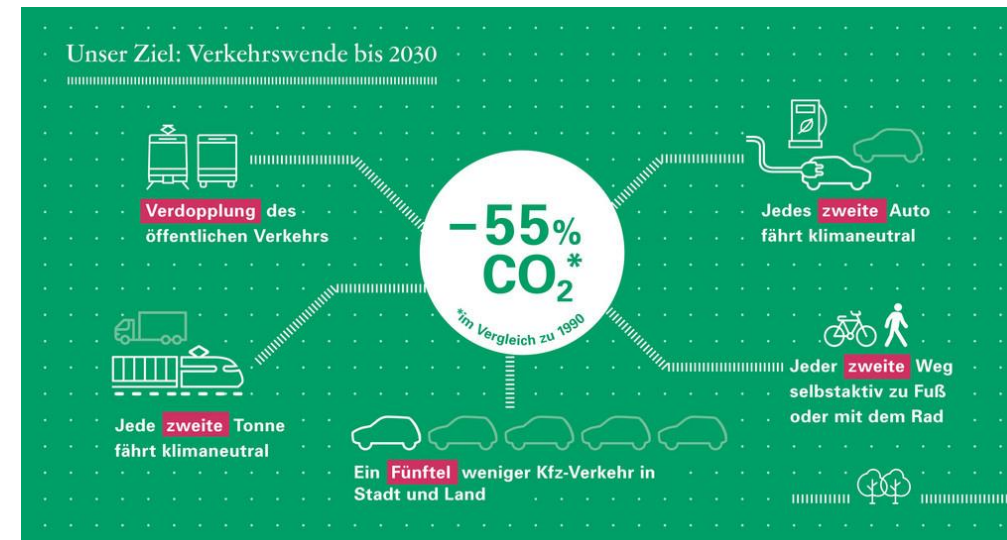 Unser Ziel: Verkehrswende bis 2030
Verdopplung des
öffentlichen Verkehrs
Jede zweite Tonne
fährt klimaneutral
–55%
CO₂*
*im Vergleich zu 1990
Ein Fünftel weniger Kfz-Verkehr in
Stadt und Land
Jedes zweite Auto
fährt klimaneutral
Jeder zweite Weg
selbstaktiv zu Fuß
oder mit dem Rad